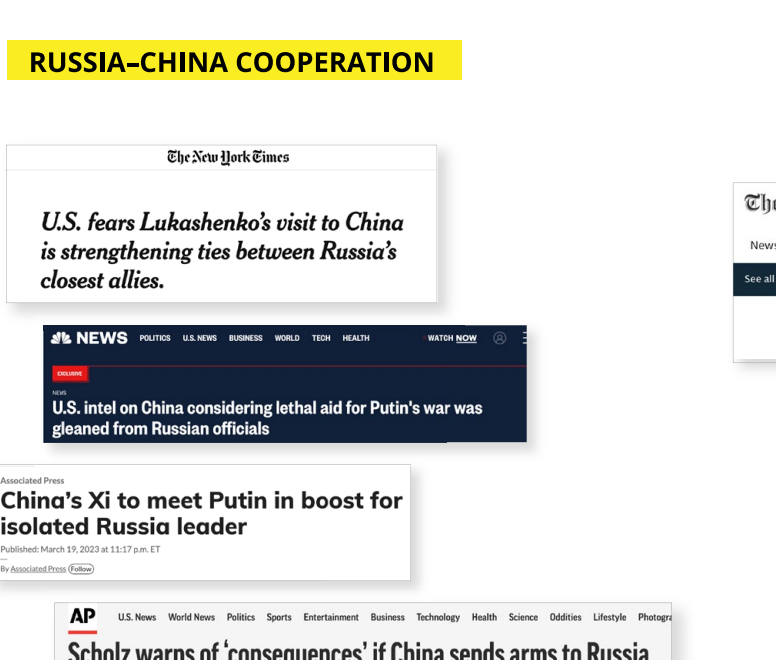 RUSSIA–CHINA COOPERATION
The New York Times
U.S. fears Lukashenko's visit to China
is strengthening ties between Russia's
closest allies.
The
News
See all
NEWS POLITICS U.S. NEWS BUSINESS WORLD TECH HEALTH WATCH NOW
EXCLUSIVE
NEWS
U.S. intel on China considering lethal aid for Putin's war was
gleaned from Russian officials
Associated Press
China's Xi to meet Putin in boost for
isolated Russia leader
Published: March 19, 2023 at 11:17 p.m. ET
By Associated Press Follow
AP U.S. News World News Politics Sports Entertainment Business Technology Health Science Oddities Lifestyle Photogra
Scholz warns of 'consequences' if China sends arms to Russia